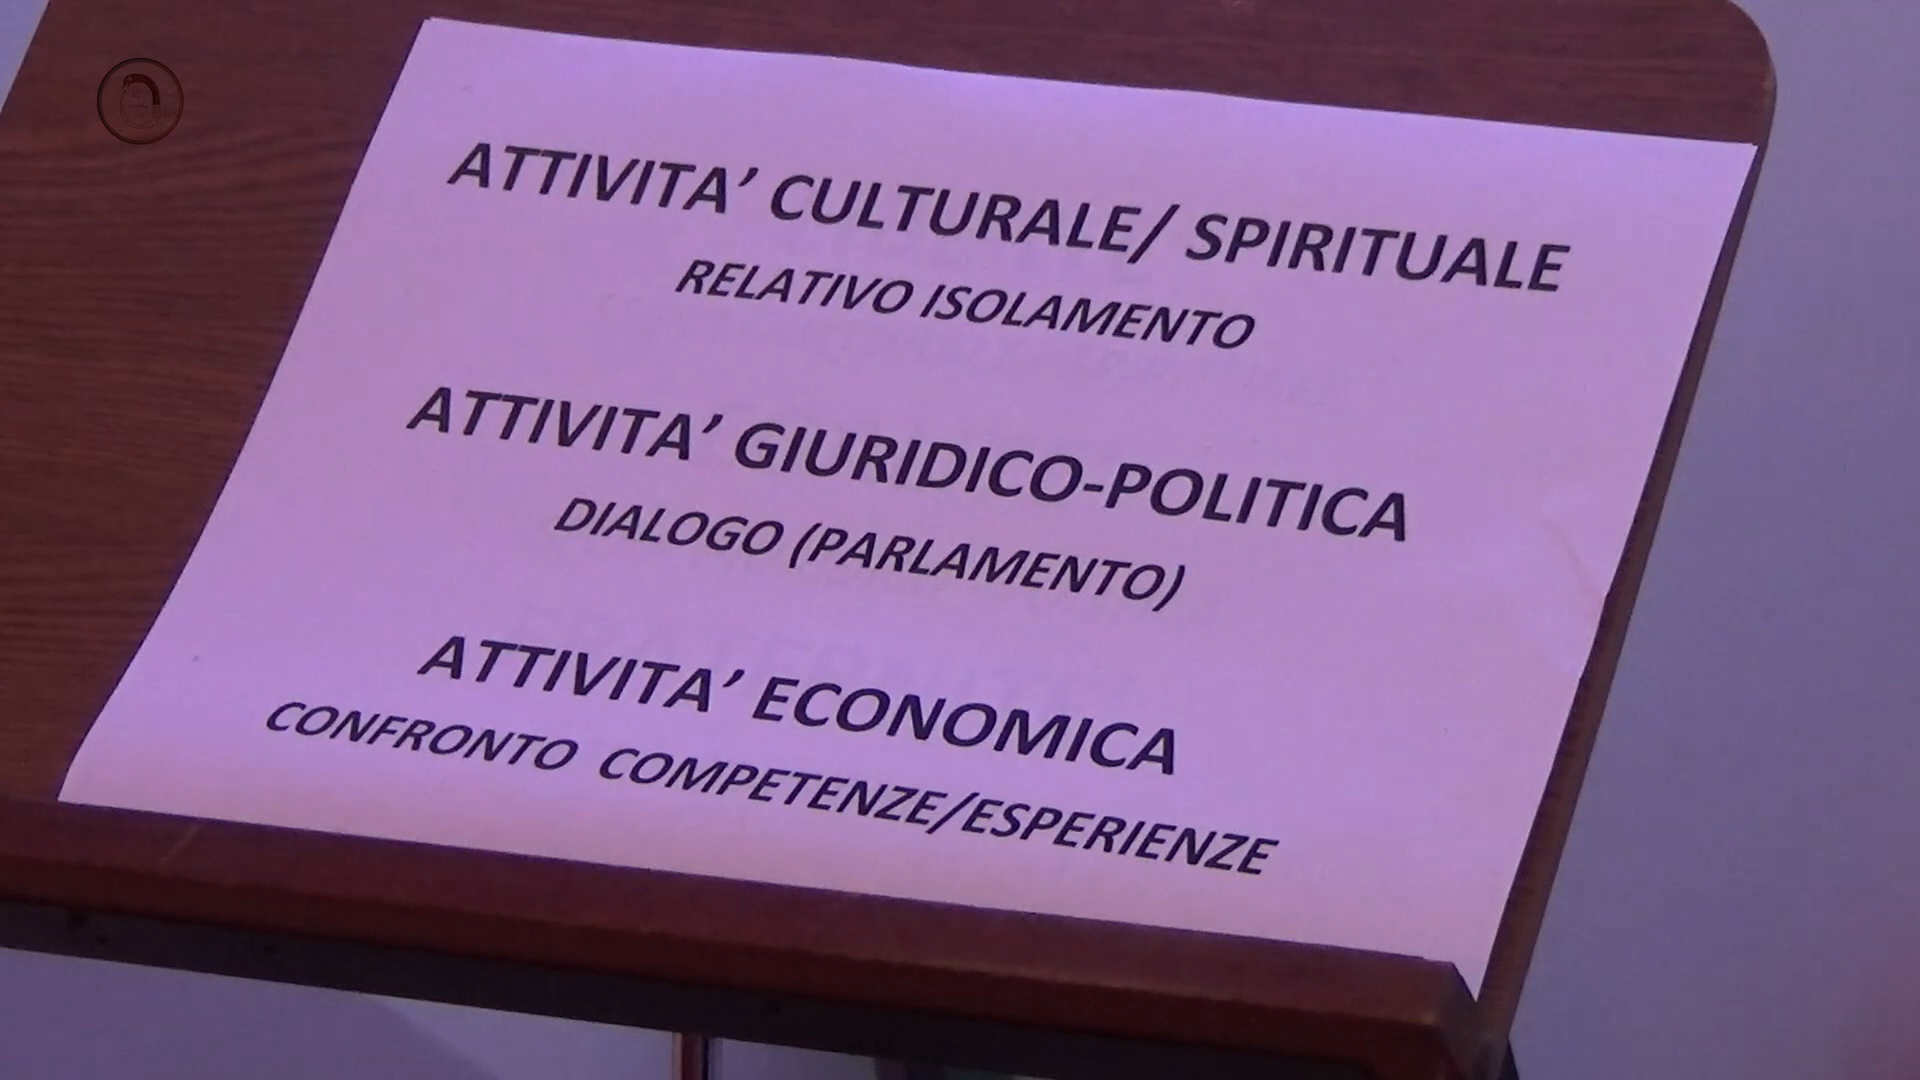 ATTIVITA' CULTURALE/ SPIRITUALE
RELATIVO ISOLAMENTO
ATTIVITA' GIURIDICO-POLITICA
DIALOGO (PARLAMENTO)
ATTIVITA' ECONOMICA
CONFRONTO COMPETENZE/ESPERIENZE